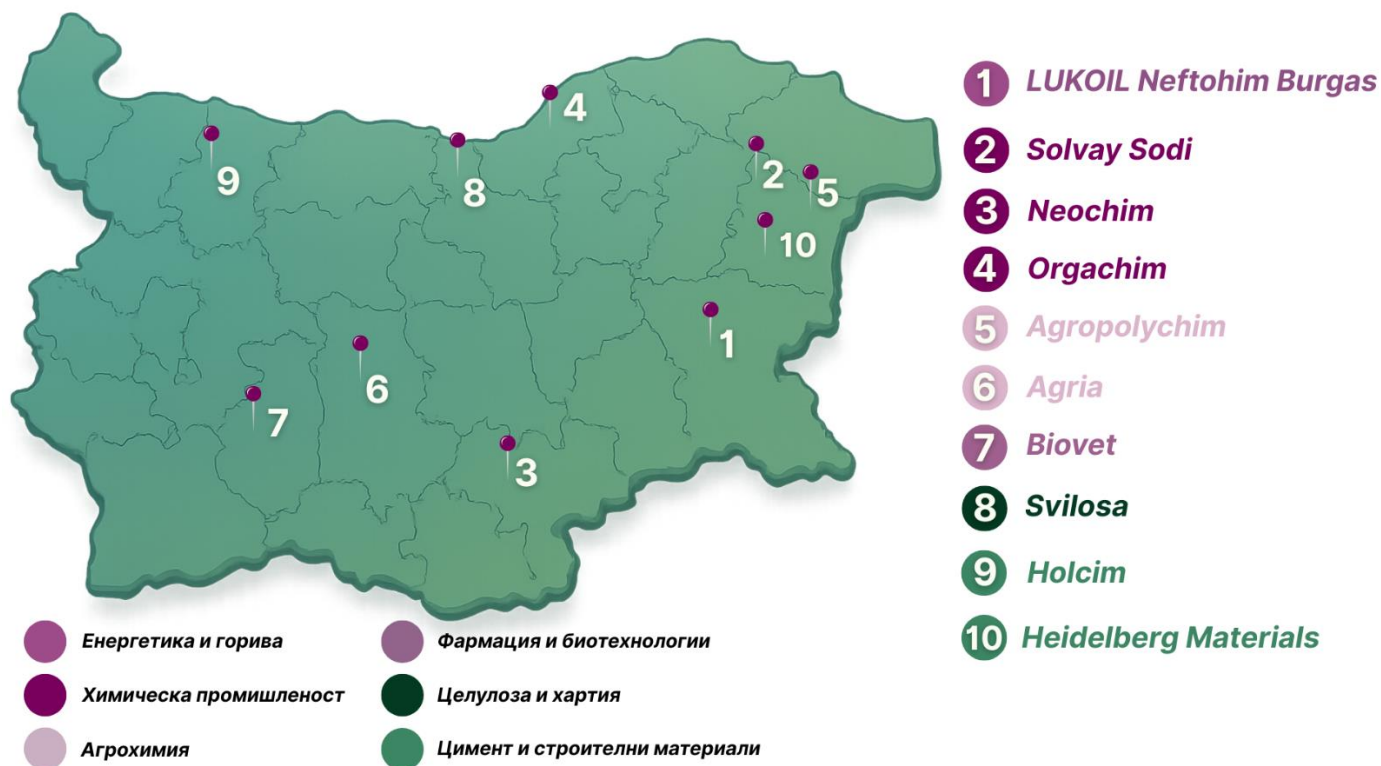 4
9
8
2
5
10
1
6
7
3
1 LUKOIL Neftohim Burgas
2 Solvay Sodi
3 Neochim
4 Orgachim
5 Agropolychim
6 Agria
7 Biovet
8 Svilosa
9 Holcim
10 Heidelberg Materials
Енергетика и горива
Химическа промишленост
Агрохимия
Фармация и биотехнологии
Целулоза и хартия
Цимент и строителни материали